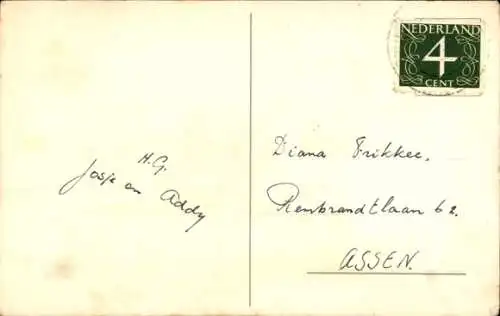 NEDERLAND
4
CENT
H.G.
Josje en Addy
Diana Frikkee,
Rembrandtlaan 62.
ASSEN.